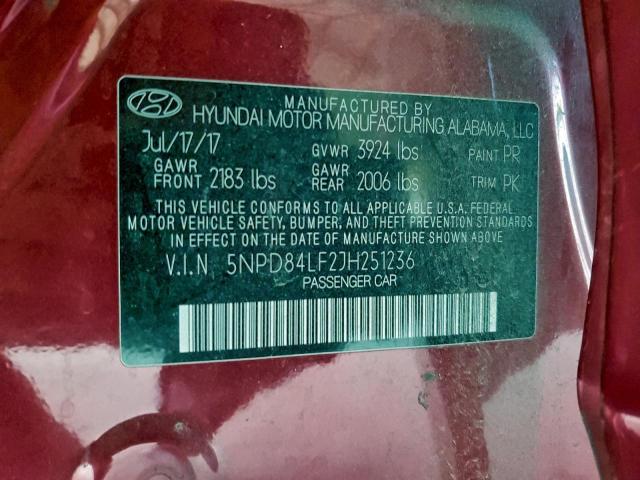 MANUFACTURED BY
HYUNDAI MOTOR MANUFACTURING ALABAMA, LLC
Jul/17/17 GVWR 3924 lbs PAINT PR
GAWR FRONT 2183 lbs GAWR REAR 2006 lbs TRIM PK
THIS VEHICLE CONFORMS TO ALL APPLICABLE U.S.A. FEDERAL
MOTOR VEHICLE SAFETY, BUMPER, AND THEFT PREVENTION STANDARDS
IN EFFECT ON THE DATE OF MANUFACTURE SHOWN ABOVE
V.I.N 5NPD84LF2JH251236
PASSENGER CAR